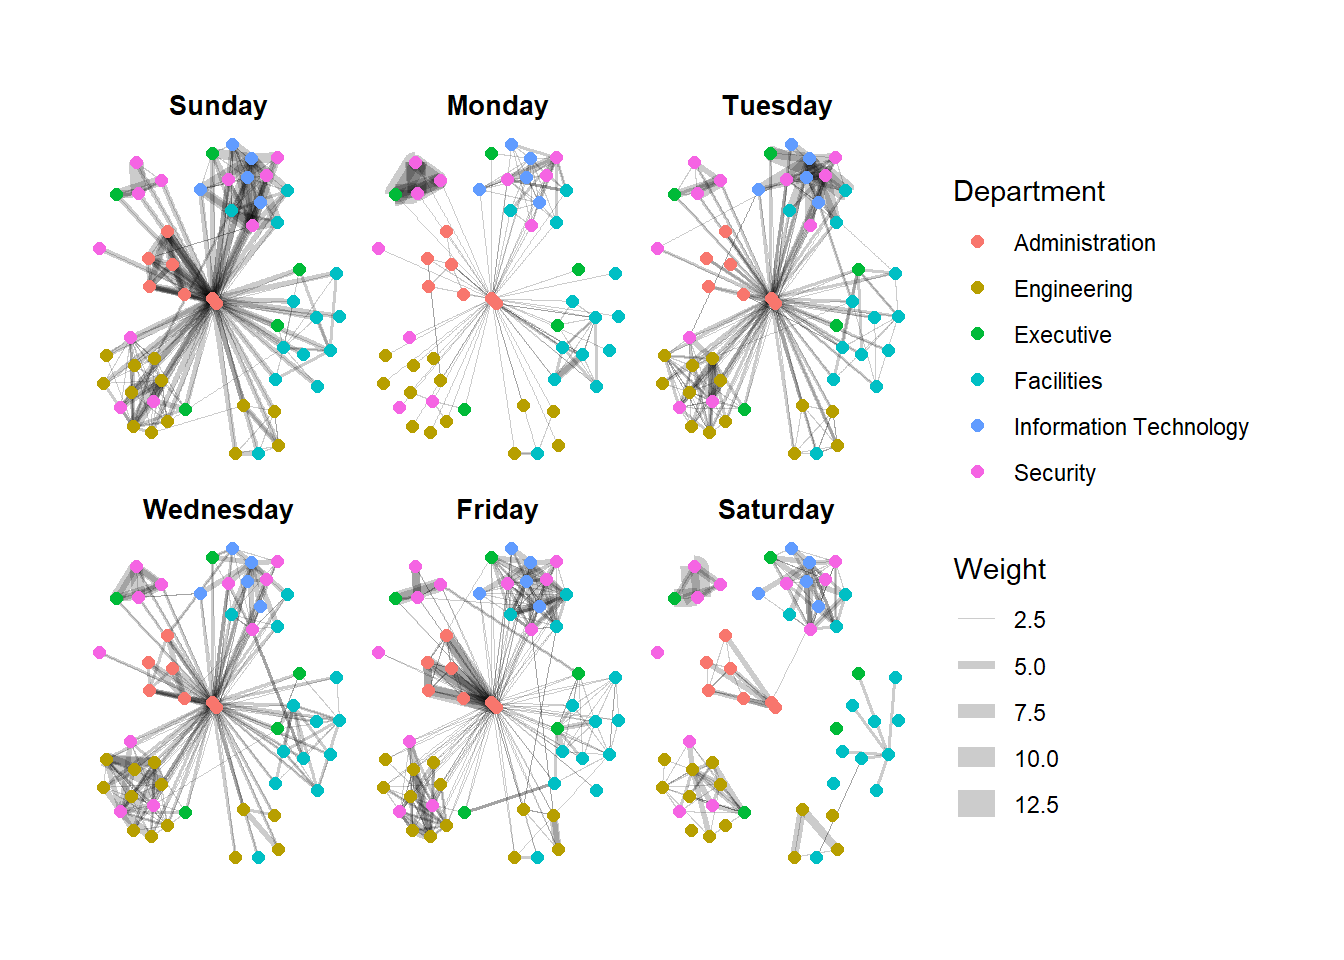 Sunday
Monday
Tuesday
Wednesday
Friday
Saturday
Department
Administration
Engineering
Executive
Facilities
Information Technology
Security
Weight
2.5
5.0
7.5
10.0
12.5